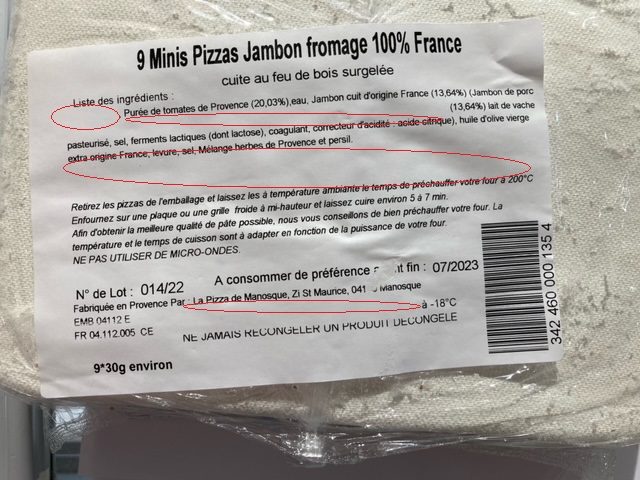 9 Minis Pizzas Jambon fromage 100% France
cuite au feu de bois surgelée
Liste des ingrédients :
Purée de tomates de Provence (20,03%),eau, Jambon cuit d'origine France (13,64%) (Jambon de porc
(13,64%) lait de vache
pasteurisé, sel, ferments lactiques (dont lactose), coagulant, correcteur d'acidité : acide citrique), huile d'olive vierge
extra origine France, levure, sel, Mélange herbes de Provence et persil.
Retirez les pizzas de l'emballage et laissez les à température ambiante le temps de préchauffer votre four à 200°C
Enfournez sur une plaque ou une grille froide à mi-hauteur et laissez cuire environ 5 à 7 min.
Afin d'obtenir la meilleure qualité de pâte possible, nous vous conseillons de bien préchauffer votre four. La
température et le temps de cuisson sont à adapter en fonction de la puissance de votre four.
NE PAS UTILISER DE MICRO-ONDES.
N° de Lot : 014/22
A consommer de préférence fin : 07/2023
Fabriquée en Provence Par : La Pizza de Manosque, Zi St Maurice, 041 Manosque
EMB 04112 E
à -18°C
FR 04.112.005 CE
NE JAMAIS RECONGELER UN PRODUIT DECONGELE
9*30g environ
342 460 000 135 4